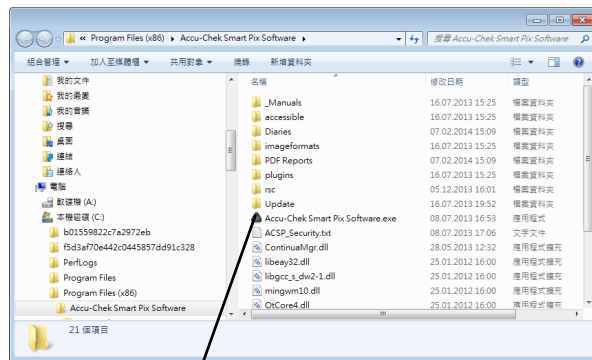 « Program Files (x86) ▸ Accu-Chek Smart Pix Software ▸
搜尋 Accu-Chek Smart Pix Software
組合管理 加入至媒體櫃 共用對象 燒錄 新增資料夾
名稱 修改日期 類型
我的文件
我的最愛
我的音樂
搜尋
桌面
連結
連絡人
電腦
軟碟機 (A:)
本機磁碟 (C:)
b01559822c7a2972eb
f5d3af70e442c0445857dd91c328
PerfLogs
Program Files
Program Files (x86)
Accu-Chek Smart Pix Software
_Manuals 16.07.2013 15:25 檔案資料夾
accessible 16.07.2013 15:25 檔案資料夾
Diaries 07.02.2014 15:09 檔案資料夾
imageformats 16.07.2013 15:25 檔案資料夾
PDF Reports 07.02.2014 15:09 檔案資料夾
plugins 16.07.2013 15:25 檔案資料夾
rsc 05.12.2013 16:01 檔案資料夾
Update 16.07.2013 19:52 檔案資料夾
Accu-Chek Smart Pix Software.exe 08.07.2013 16:53 應用程式
ACSP_Security.txt 08.07.2013 17:06 文字文件
ContinuaMgr.dll 28.05.2013 12:32 應用程式擴充
libeay32.dll 25.01.2012 16:00 應用程式擴充
libgcc_s_dw2-1.dll 25.01.2012 16:00 應用程式擴充
mingwm10.dll 25.01.2012 16:00 應用程式擴充
QtCore4.dll 25.01.2012 16:00 應用程式擴充
21 個項目